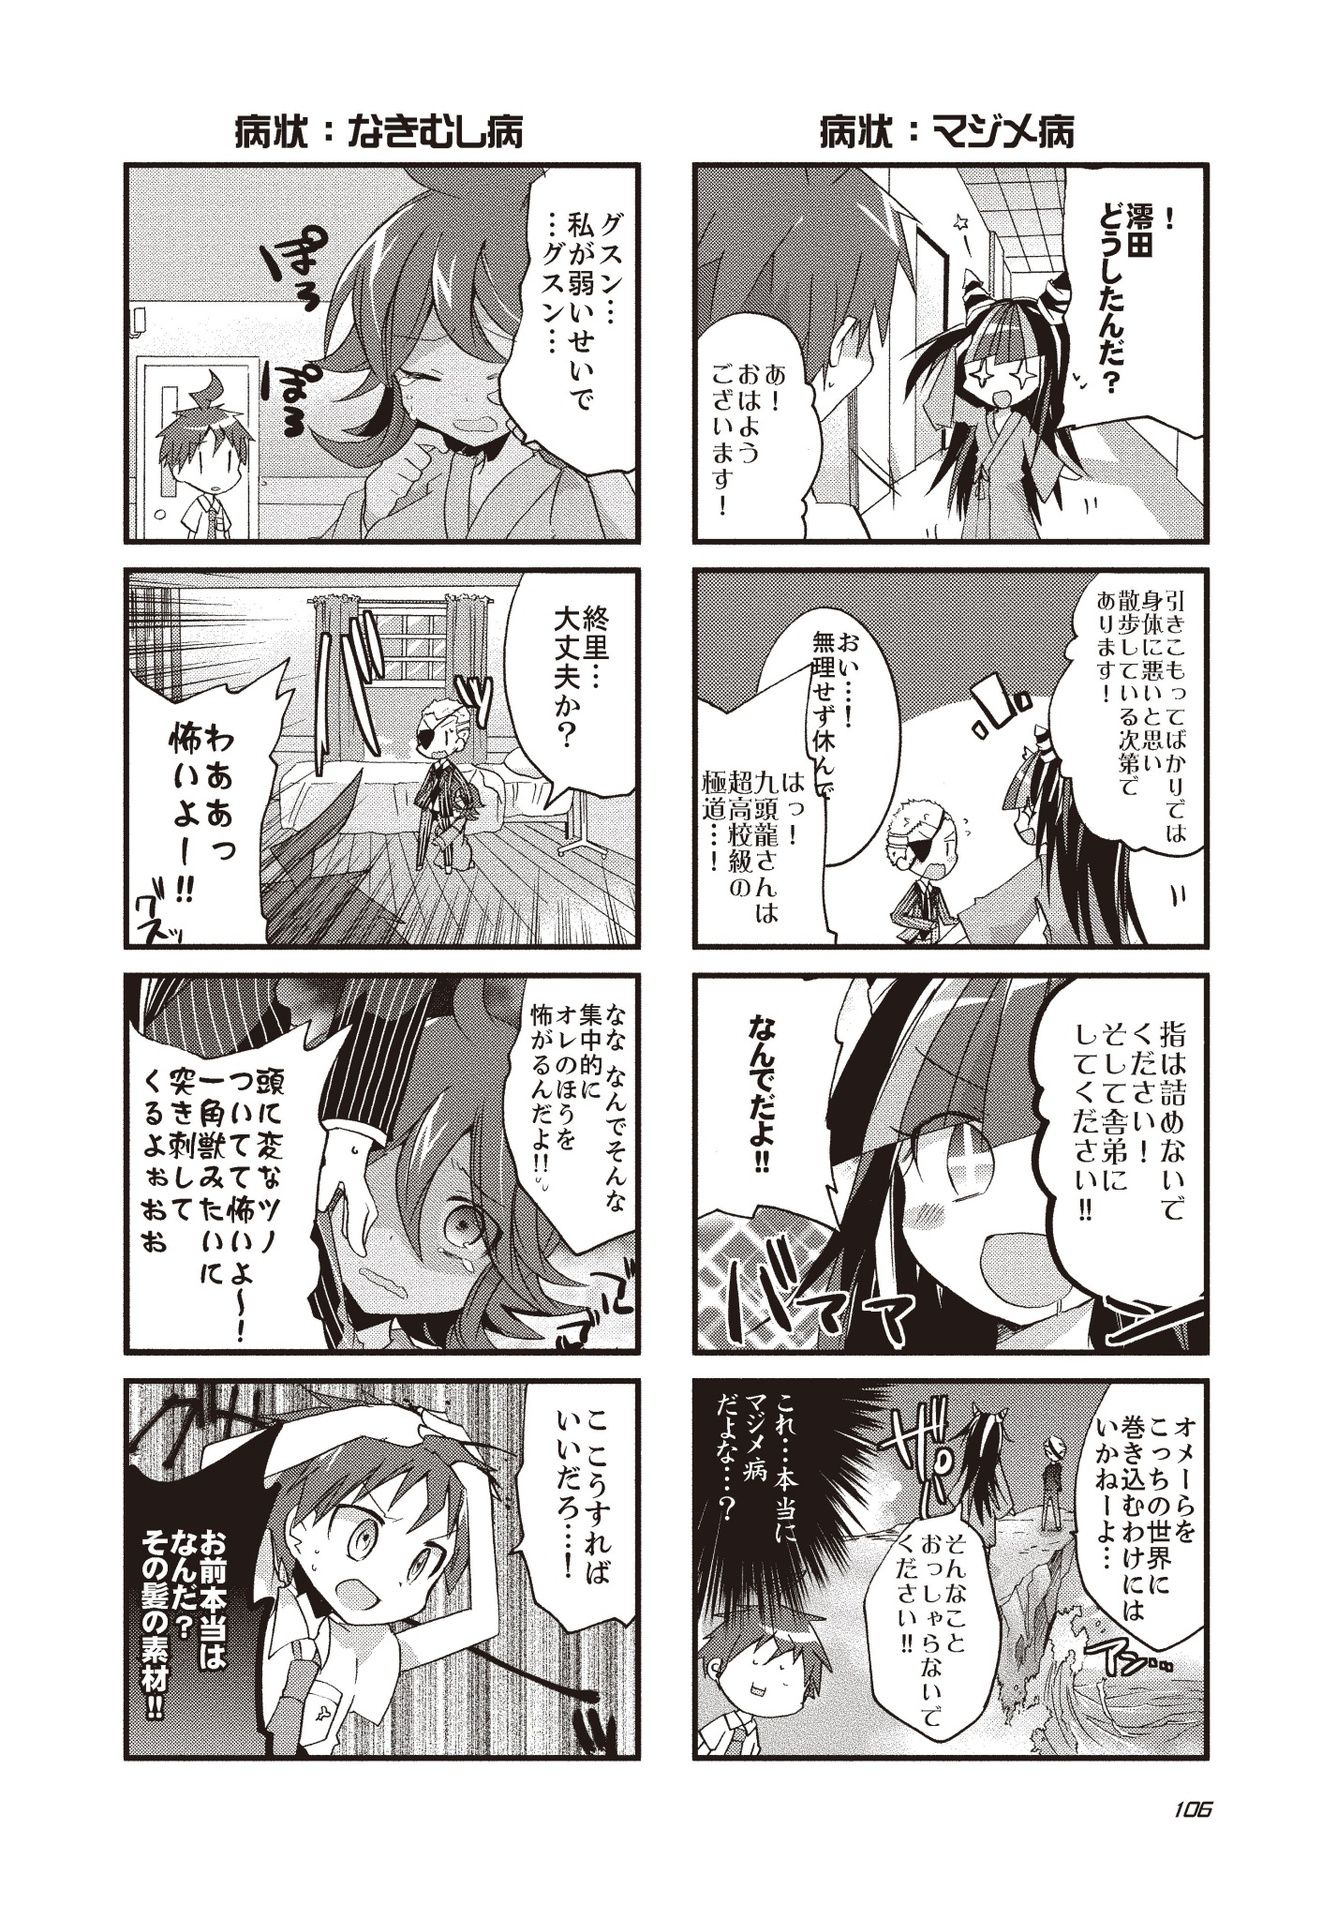 病状：マジメ病
！
澪田
どうしたんだ？
あ！
おはよう
ございます！
引きこもってばかりでは
身体に悪いと思い
散歩している次第で
あります！
おい…！
無理せず休んで
はっ！
九頭龍さんは
超高校級の
極道…！
指は詰めないで
ください！
そして舎弟に
してください!!
なんでだよ!!
オメーらを
こっちの世界に
巻き込むわけには
いかねーよ…
そんなこと
おっしゃらないで
ください!!
これ…本当に
マジメ病
だよな…？
病状：なきむし病
グスン…
私が弱いせいで
…グスン…
ぽろ
ぽろ
終里…
大丈夫か？
わああっ
怖いよー!!
グスッ
なな なんでそんな
集中的に
オレのほうを
怖がるんだよ!!
頭に変なツノ
ついてて怖いよ～！
一角獣みたいに
突き刺して
くるよぉぉぉ
こ こうすれば
いいだろ…！
お前本当は
なんだ？
その髪の素材!!
106